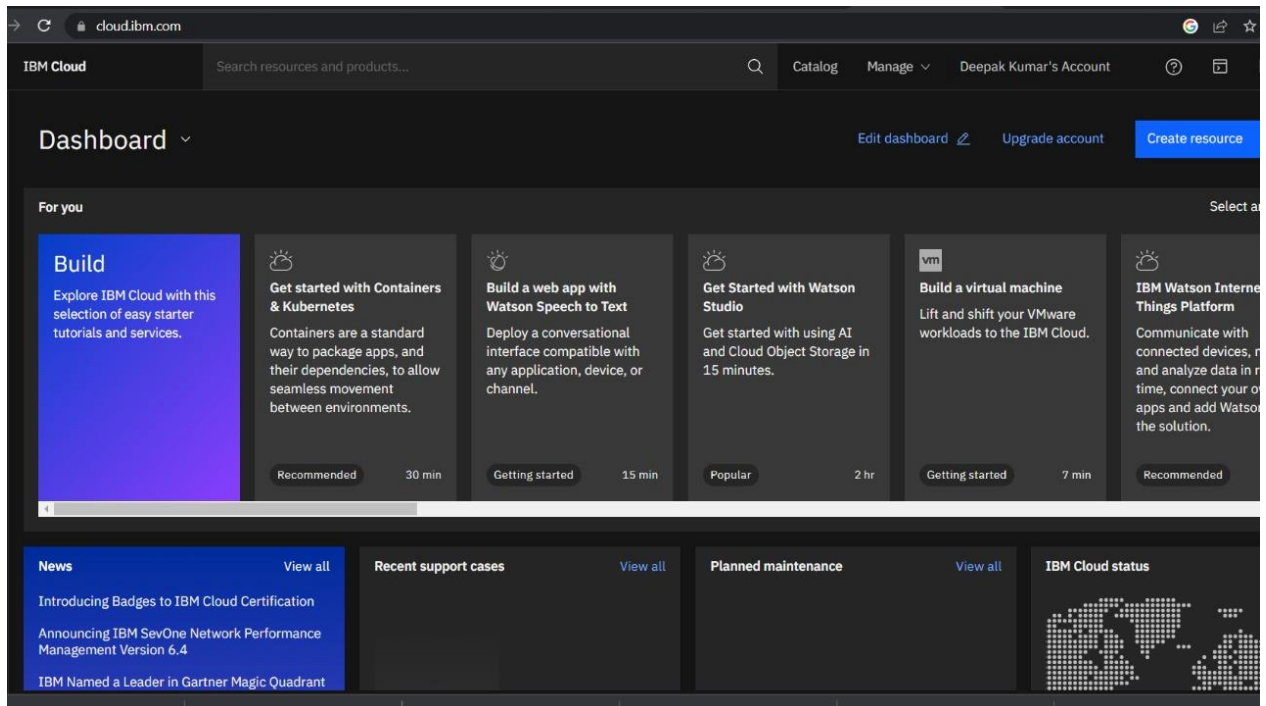 cloud.ibm.com
IBM Cloud
Search resources and products...
Catalog
Manage
Deepak Kumar's Account
Dashboard
Edit dashboard
Upgrade account
Create resource
For you
Select
Build
Explore IBM Cloud with this
selection of easy starter
tutorials and services.
Get started with Containers
& Kubernetes
Containers are a standard
way to package apps, and
their dependencies, to allow
seamless movement
between environments.
Recommended
30 min
Build a web app with
Watson Speech to Text
Deploy a conversational
interface compatible with
any application, device, or
channel.
Getting started
15 min
Get Started with Watson
Studio
Get started with using AI
and Cloud Object Storage in
15 minutes.
Popular
2 hr
vm
Build a virtual machine
Lift and shift your VMware
workloads to the IBM Cloud.
Getting started
7 min
IBM Watson Interne
Things Platform
Communicate with
connected devices,
and analyze data in
time, connect your
apps and add Watso
the solution.
Recommended
News
View all
Introducing Badges to IBM Cloud Certification
Announcing IBM SevOne Network Performance
Management Version 6.4
IBM Named a Leader in Gartner Magic Quadrant
Recent support cases
View all
Planned maintenance
View all
IBM Cloud status